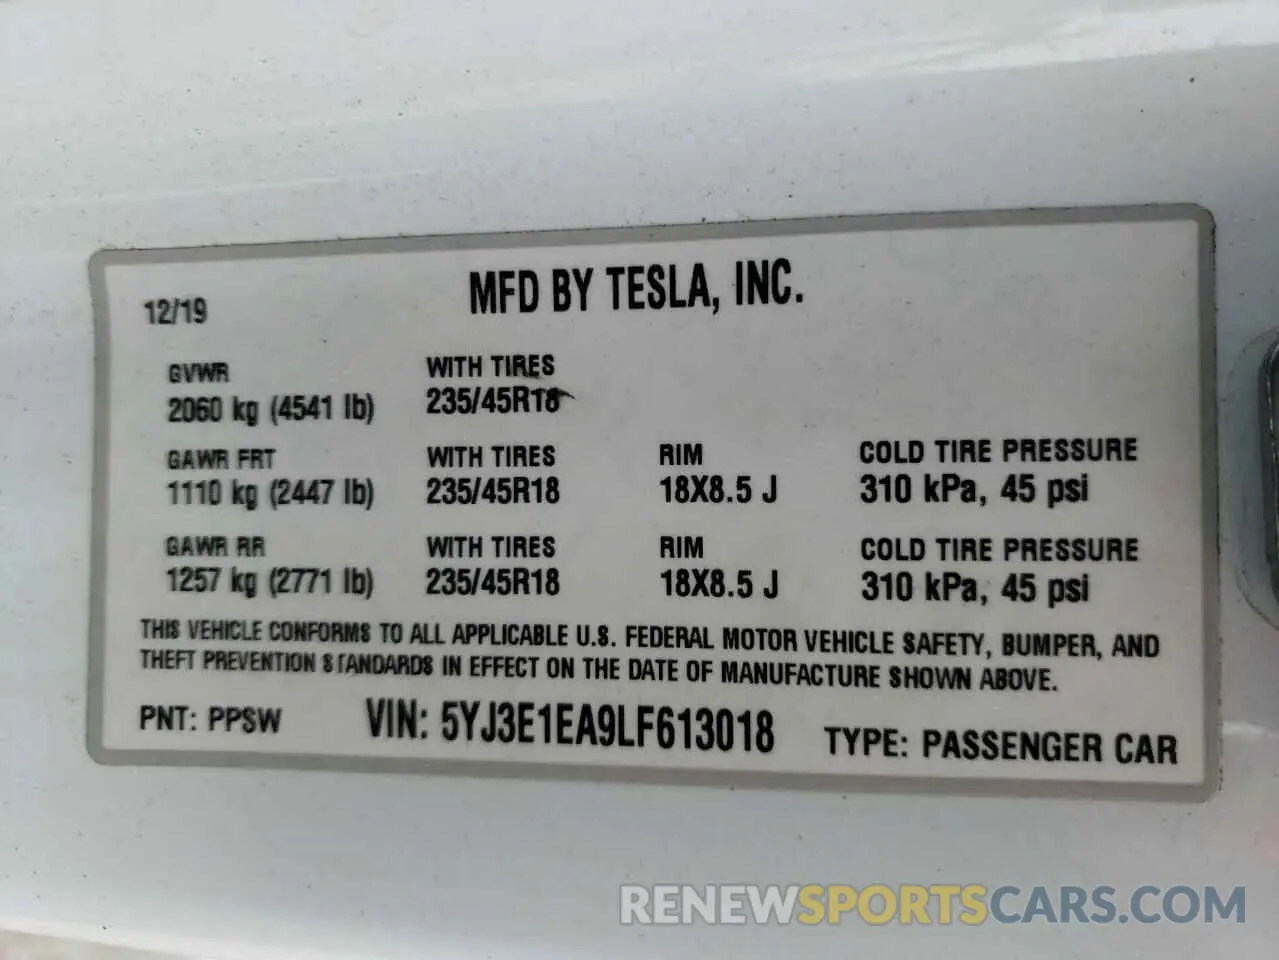 MFD BY TESLA, INC.
12/19
GVWR WITH TIRES
2060 kg (4541 lb) 235/45R18
GAWR FRT WITH TIRES RIM COLD TIRE PRESSURE
1110 kg (2447 lb) 235/45R18 18X8.5 J 310 kPa, 45 psi
GAWR RR WITH TIRES RIM COLD TIRE PRESSURE
1257 kg (2771 lb) 235/45R18 18X8.5 J 310 kPa, 45 psi
THIS VEHICLE CONFORMS TO ALL APPLICABLE U.S. FEDERAL MOTOR VEHICLE SAFETY, BUMPER, AND
THEFT PREVENTION STANDARDS IN EFFECT ON THE DATE OF MANUFACTURE SHOWN ABOVE.
PNT: PPSW VIN: 5YJ3E1EA9LF613018 TYPE: PASSENGER CAR
RENEWSPORTSCARS.COM